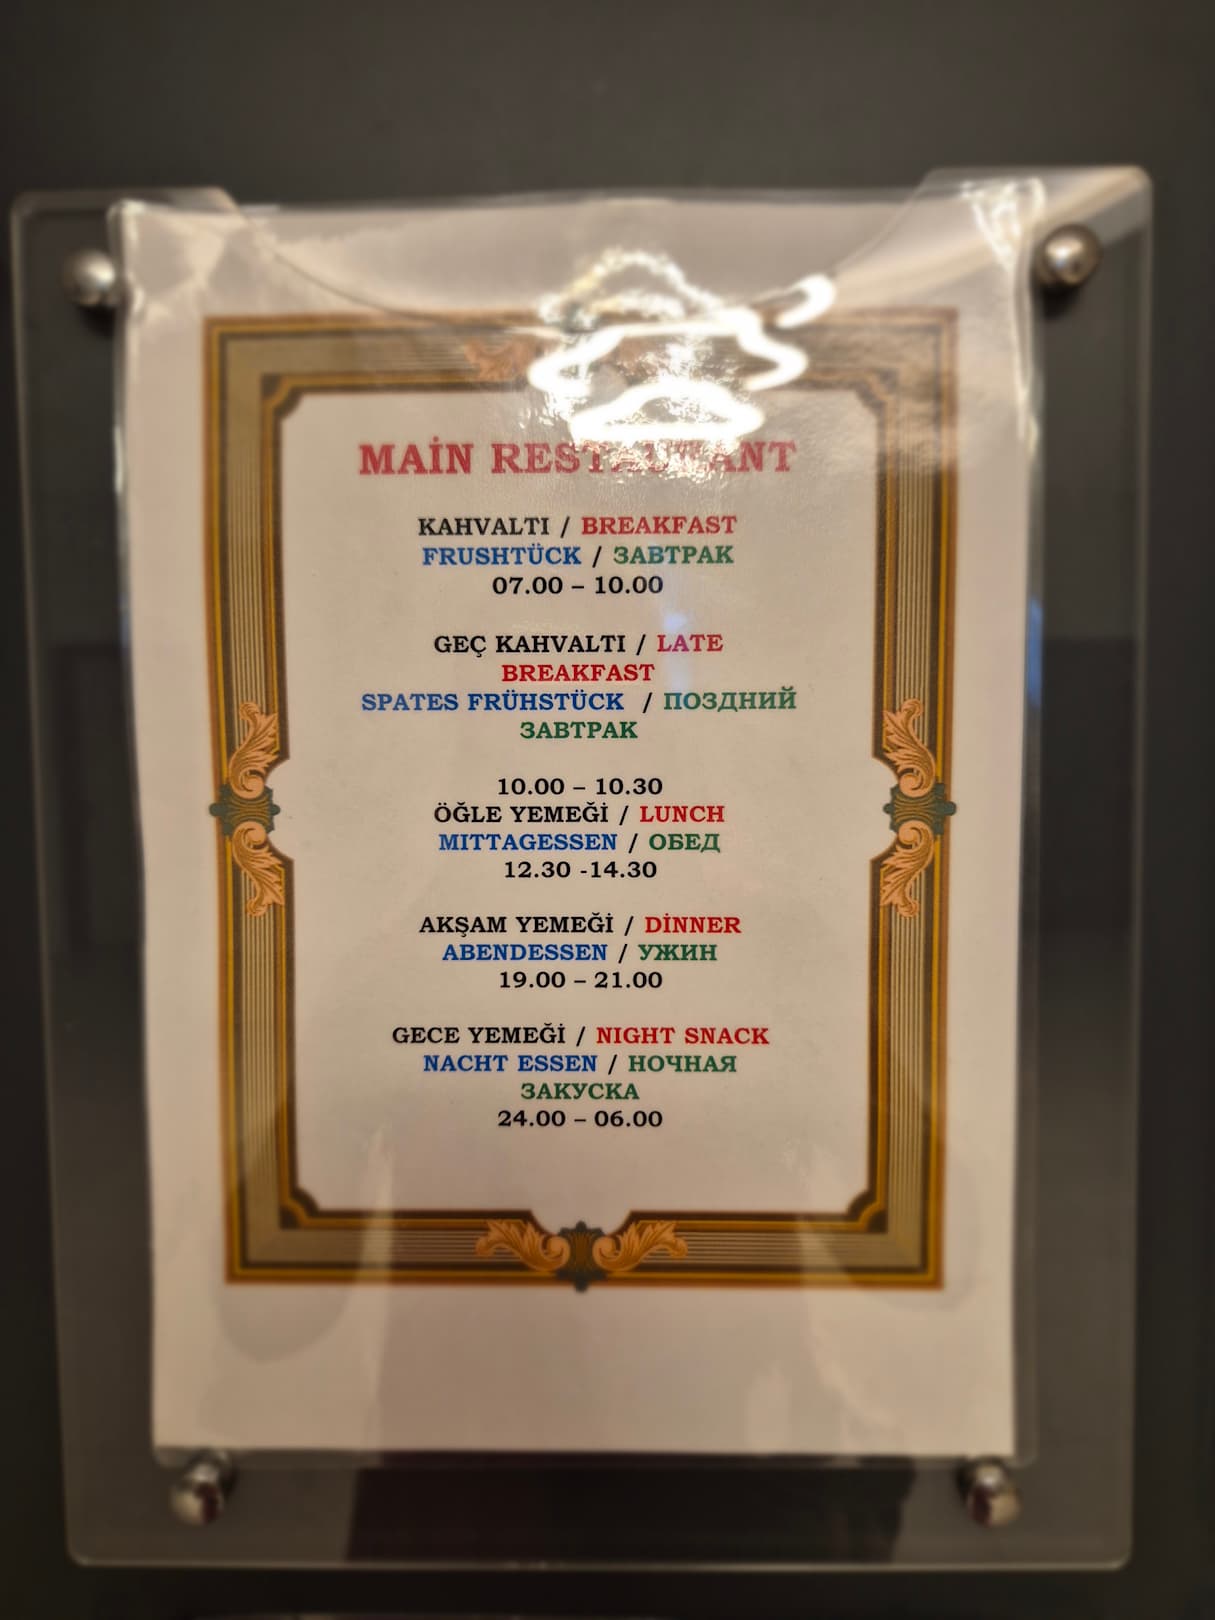 MAİN RESTAURANT
KAHVALTI / BREAKFAST
FRUSHTÜCK / ЗАВТРАК
07.00 – 10.00
GEÇ KAHVALTI / LATE
BREAKFAST
SPATES FRÜHSTÜCK / ПОЗДНИЙ
ЗАВТРАК
10.00 – 10.30
ÖĞLE YEMEĞİ / LUNCH
MITTAGESSEN / ОБЕД
12.30 -14.30
AKŞAM YEMEĞİ / DİNNER
ABENDESSEN / УЖИН
19.00 – 21.00
GECE YEMEĞİ / NIGHT SNACK
NACHT ESSEN / НОЧНАЯ
ЗАКУСКА
24.00 – 06.00